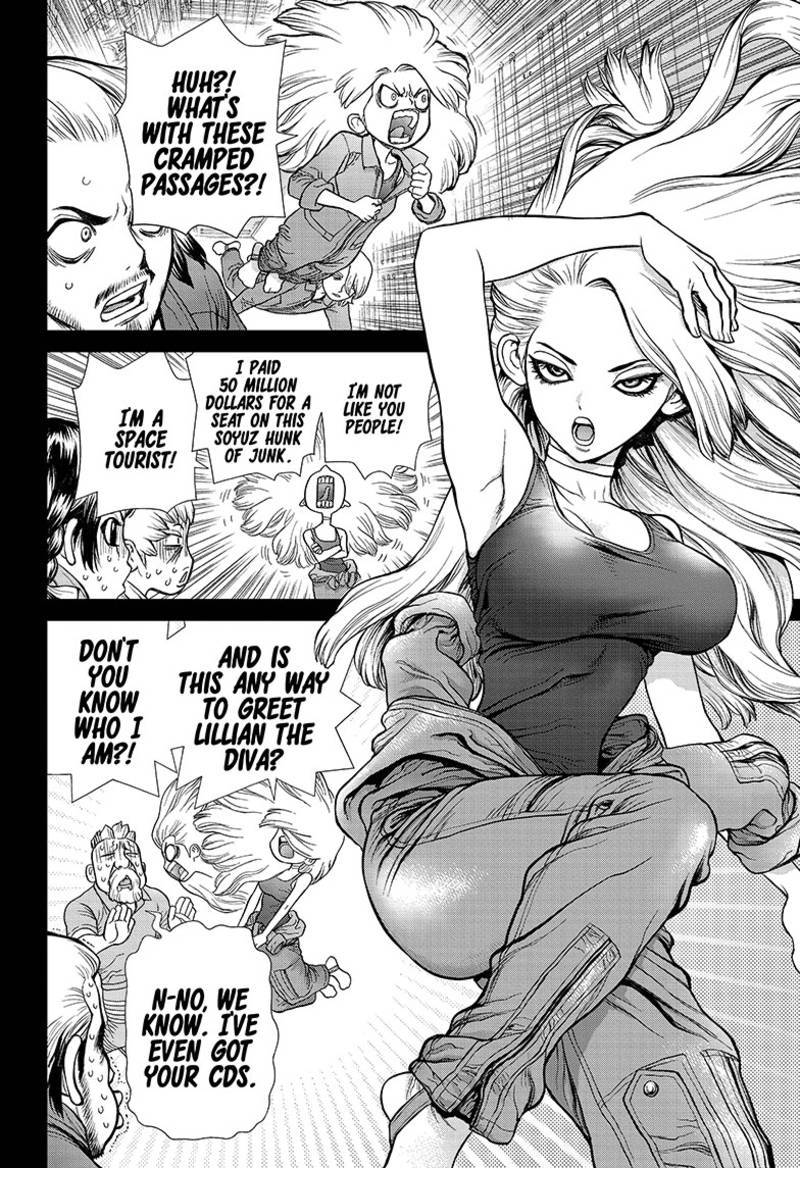 HUH?!
WHAT'S
WITH THESE
CRAMPED
PASSAGES?!
I'M NOT
LIKE YOU
PEOPLE!
I PAID
50 MILLION
DOLLARS FOR A
SEAT ON THIS
SOYUZ HUNK
OF JUNK.
I'M A
SPACE
TOURIST!
AND IS
THIS ANY WAY
TO GREET
LILLIAN THE
DIVA?
DON'T
YOU
KNOW
WHO I
AM?!
N-NO, WE
KNOW. I'VE
EVEN GOT
YOUR CDS.